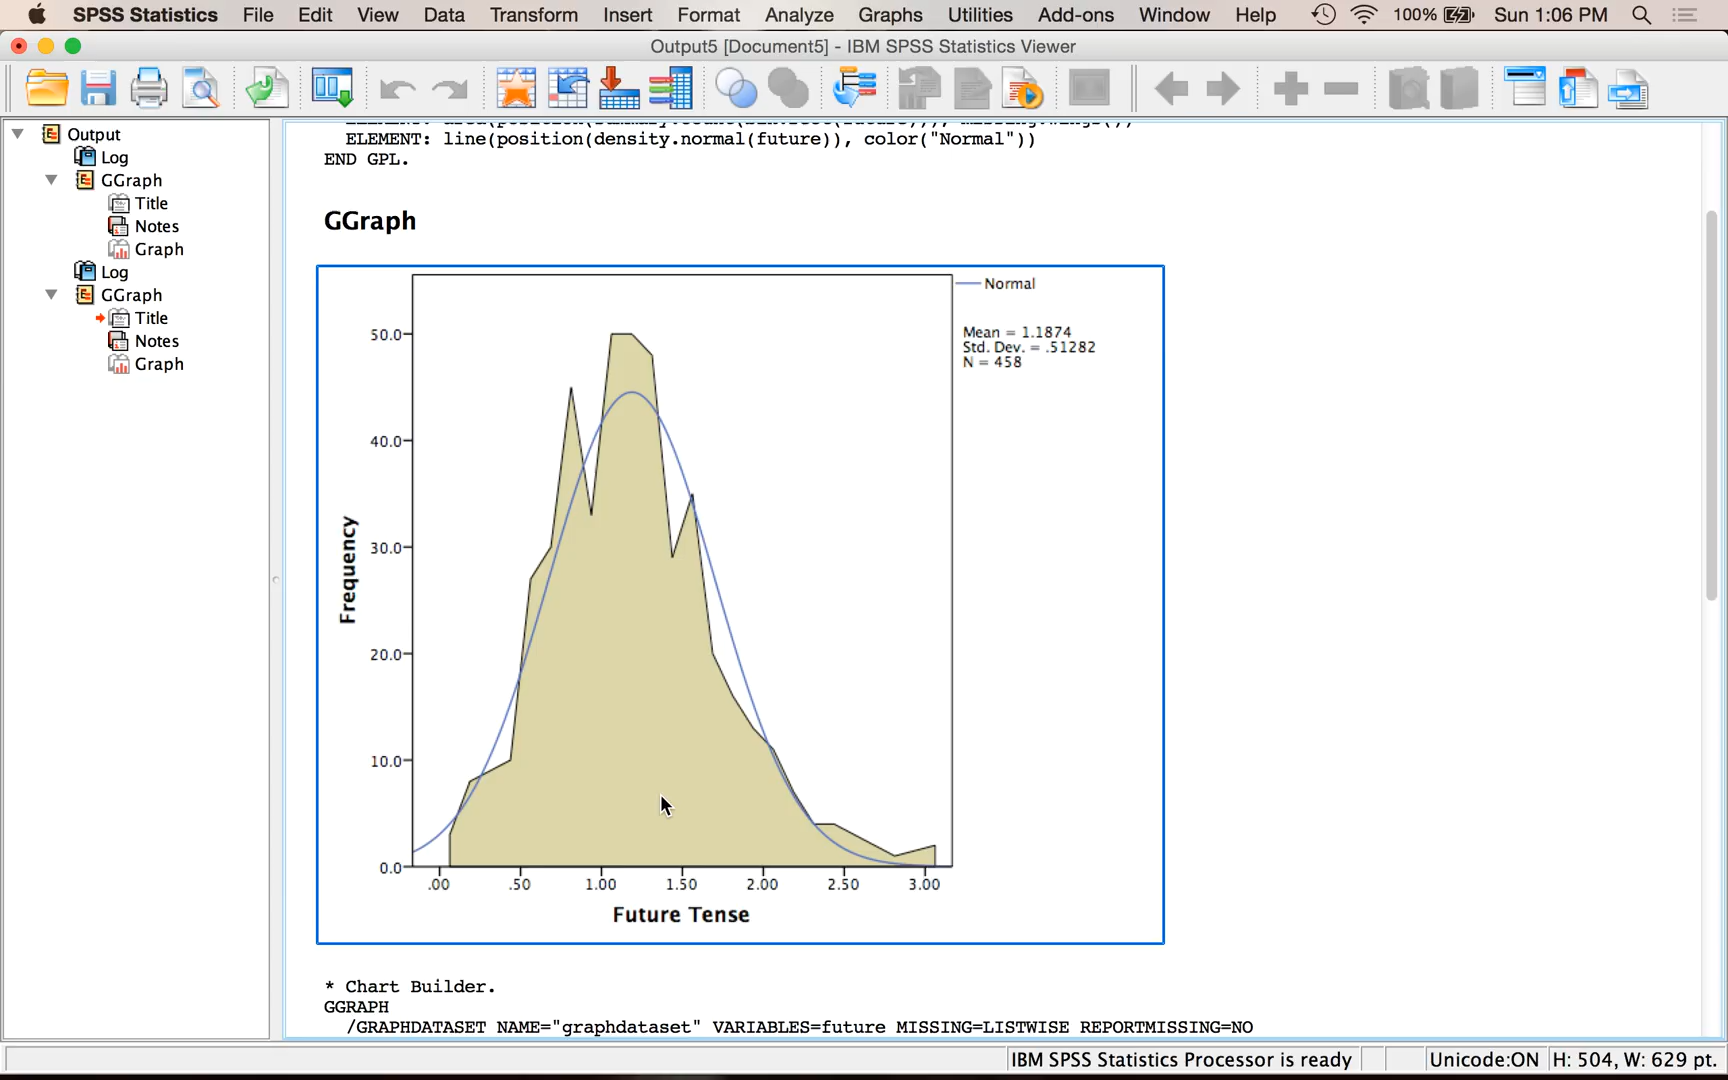 SPSS Statistics File Edit View Data Transform Insert Format Analyze Graphs Utilities Add-ons Window Help 100% Sun 1:06 PM
Output5 [Document5] - IBM SPSS Statistics Viewer
Output
Log
GGraph
Title
Notes
Graph
Log
GGraph
Title
Notes
Graph
ELEMENT: line(position(density.normal(future)), color("Normal"))
END GPL.
GGraph
Normal
Mean = 1.1874
Std. Dev. = .51282
N = 458
50.0
40.0
30.0
20.0
10.0
0.0
Frequency
.00 .50 1.00 1.50 2.00 2.50 3.00
Future Tense
* Chart Builder.
GGRAPH
/GRAPHDATASET NAME="graphdataset" VARIABLES=future MISSING=LISTWISE REPORTMISSING=NO
IBM SPSS Statistics Processor is ready Unicode:ON H: 504, W: 629 pt.